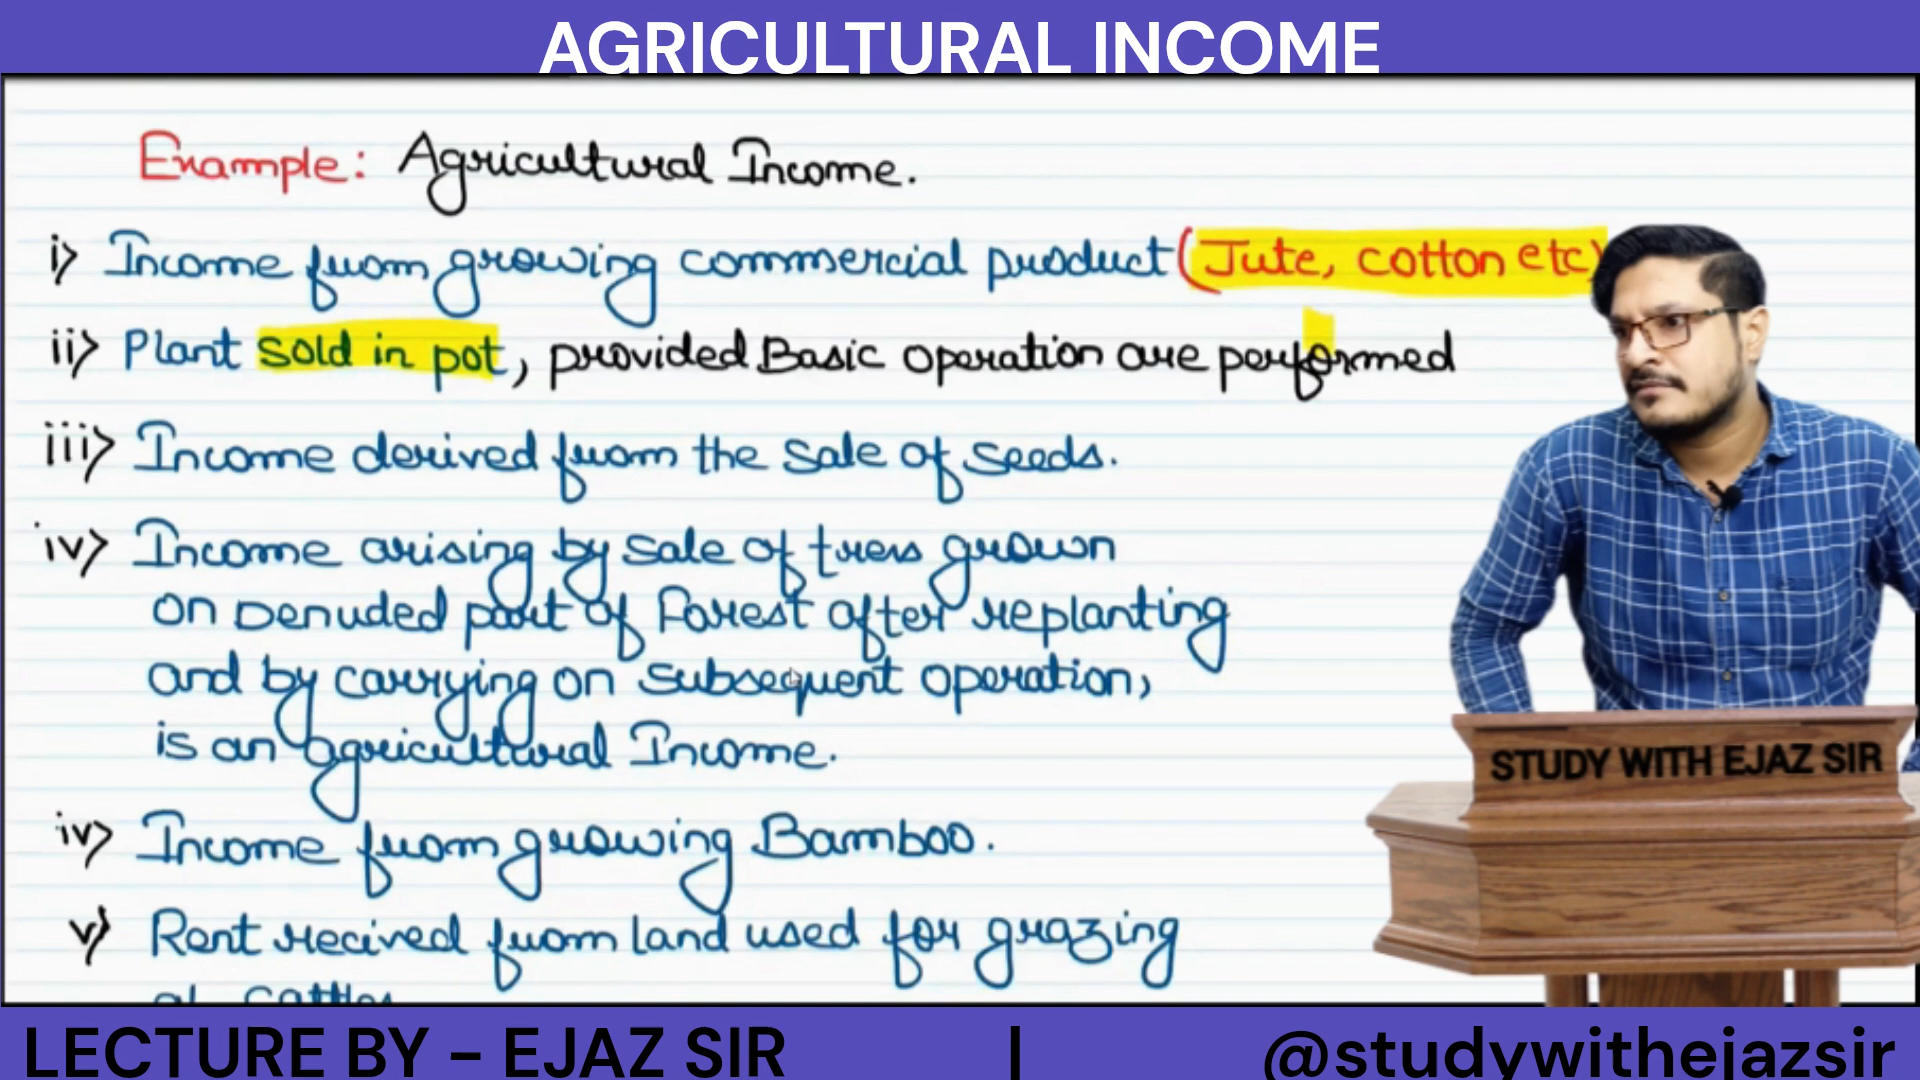 AGRICULTURAL INCOME
Example: Agricultural Income.
i) Income from growing commercial product (Jute, cotton etc)
ii) Plant sold in pot, provided Basic operation are performed
iii) Income derived from the sale of seeds.
iv) Income arising by sale of trees grown
on Denuded part of Forest after replanting
and by carrying on subsequent operation,
is an agricultural Income.
iv) Income from growing Bamboo.
v) Rent recived from land used for grazing
of cattles
STUDY WITH EJAZ SIR
LECTURE BY - EJAZ SIR | @studywithejazsir